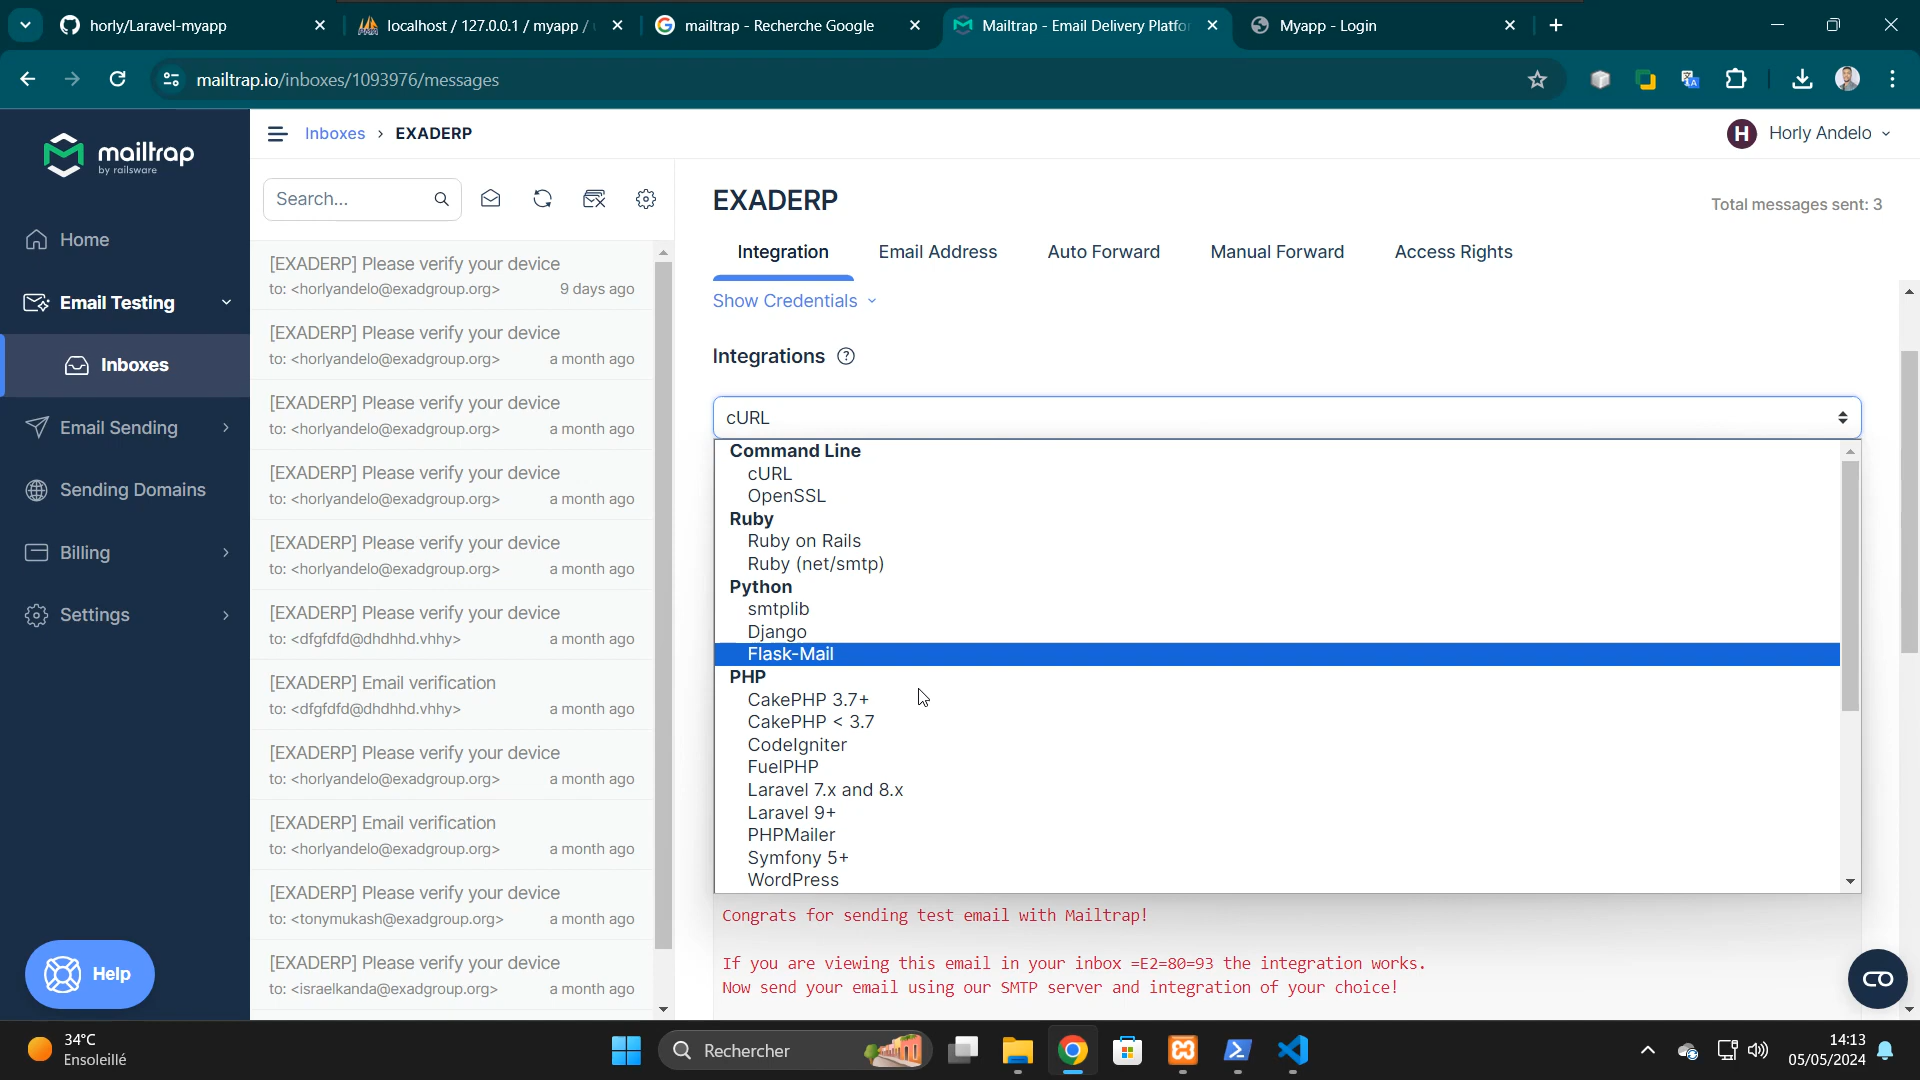 horly/Laravel-myapp
localhost / 127.0.0.1 / myapp /
mailtrap - Recherche Google
Mailtrap - Email Delivery Platfor
Myapp - Login
mailtrap.io/inboxes/1093976/messages
mailtrap
by railsware
Home
Email Testing
Inboxes
Email Sending
Sending Domains
Billing
Settings
Help
Inboxes › EXADERP
H Horly Andelo
Search...
[EXADERP] Please verify your device
to: <horlyandelo@exadgroup.org> 9 days ago
[EXADERP] Please verify your device
to: <horlyandelo@exadgroup.org> a month ago
[EXADERP] Please verify your device
to: <horlyandelo@exadgroup.org> a month ago
[EXADERP] Please verify your device
to: <horlyandelo@exadgroup.org> a month ago
[EXADERP] Please verify your device
to: <horlyandelo@exadgroup.org> a month ago
[EXADERP] Please verify your device
to: <dfgfdfd@dhdhhd.vhhy> a month ago
[EXADERP] Email verification
to: <dfgfdfd@dhdhhd.vhhy> a month ago
[EXADERP] Please verify your device
to: <horlyandelo@exadgroup.org> a month ago
[EXADERP] Email verification
to: <horlyandelo@exadgroup.org> a month ago
[EXADERP] Please verify your device
to: <tonymukash@exadgroup.org> a month ago
[EXADERP] Please verify your device
to: <israelkanda@exadgroup.org> a month ago
EXADERP
Total messages sent: 3
Integration Email Address Auto Forward Manual Forward Access Rights
Show Credentials
Integrations ?
cURL
Command Line
cURL
OpenSSL
Ruby
Ruby on Rails
Ruby (net/smtp)
Python
smtplib
Django
Flask-Mail
PHP
CakePHP 3.7+
CakePHP < 3.7
CodeIgniter
FuelPHP
Laravel 7.x and 8.x
Laravel 9+
PHPMailer
Symfony 5+
WordPress
Congrats for sending test email with Mailtrap!
If you are viewing this email in your inbox =E2=80=93 the integration works.
Now send your email using our SMTP server and integration of your choice!
34°C
Ensoleillé
Rechercher
14:13
05/05/2024